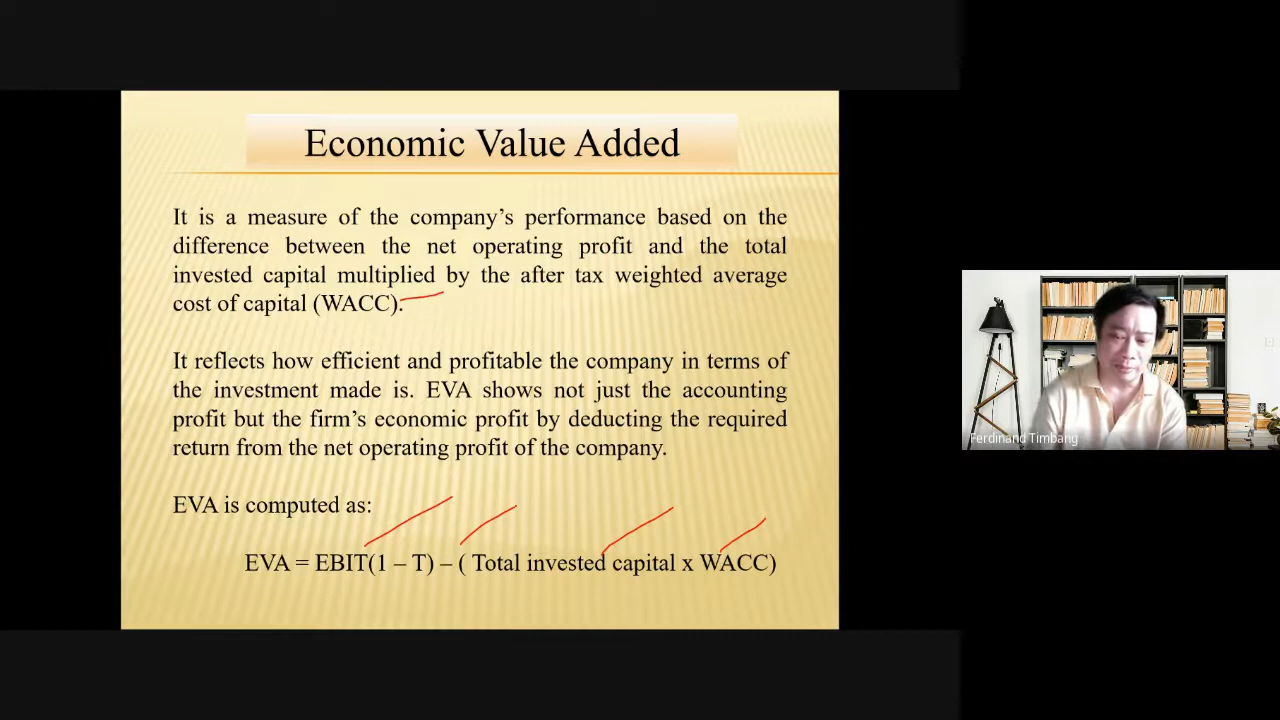 Economic Value Added
It is a measure of the company's performance based on the
difference between the net operating profit and the total
invested capital multiplied by the after tax weighted average
cost of capital (WACC).
It reflects how efficient and profitable the company in terms of
the investment made is. EVA shows not just the accounting
profit but the firm's economic profit by deducting the required
return from the net operating profit of the company.
EVA is computed as:
EVA = EBIT(1 – T) – ( Total invested capital x WACC)
Ferdinand Timbang